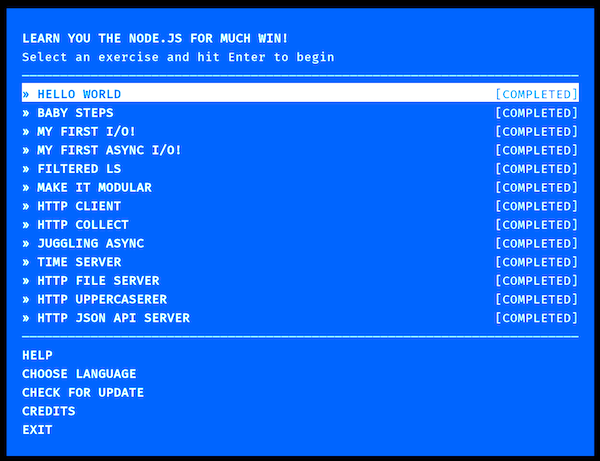 LEARN YOU THE NODE.JS FOR MUCH WIN!
Select an exercise and hit Enter to begin
» HELLO WORLD [COMPLETED]
» BABY STEPS [COMPLETED]
» MY FIRST I/O! [COMPLETED]
» MY FIRST ASYNC I/O! [COMPLETED]
» FILTERED LS [COMPLETED]
» MAKE IT MODULAR [COMPLETED]
» HTTP CLIENT [COMPLETED]
» HTTP COLLECT [COMPLETED]
» JUGGLING ASYNC [COMPLETED]
» TIME SERVER [COMPLETED]
» HTTP FILE SERVER [COMPLETED]
» HTTP UPPERCASERER [COMPLETED]
» HTTP JSON API SERVER [COMPLETED]
HELP
CHOOSE LANGUAGE
CHECK FOR UPDATE
CREDITS
EXIT